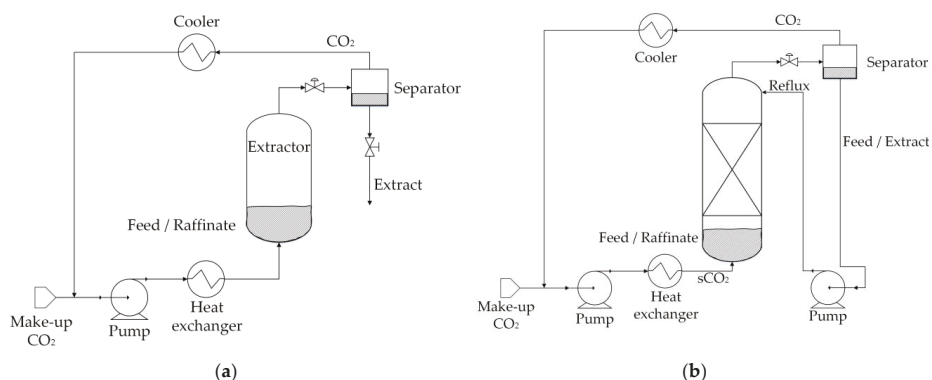 Cooler
CO₂
Separator
Extractor
Extract
Feed / Raffinate
Heat
exchanger
Pump
Make-up
CO₂
(a)
CO₂
Cooler
Separator
Reflux
Feed / Extract
Feed / Raffinate
sCO₂
Heat
exchanger
Pump
Pump
Make-up
CO₂
(b)